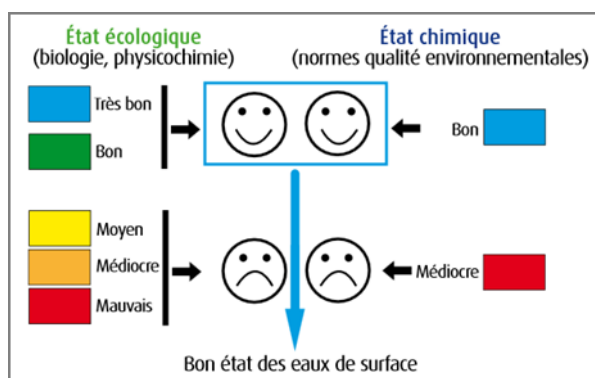 État écologique
(biologie, physicochimie)
État chimique
(normes qualité environnementales)
Très bon
Bon
Bon
Moyen
Médiocre
Mauvais
Médiocre
Bon état des eaux de surface